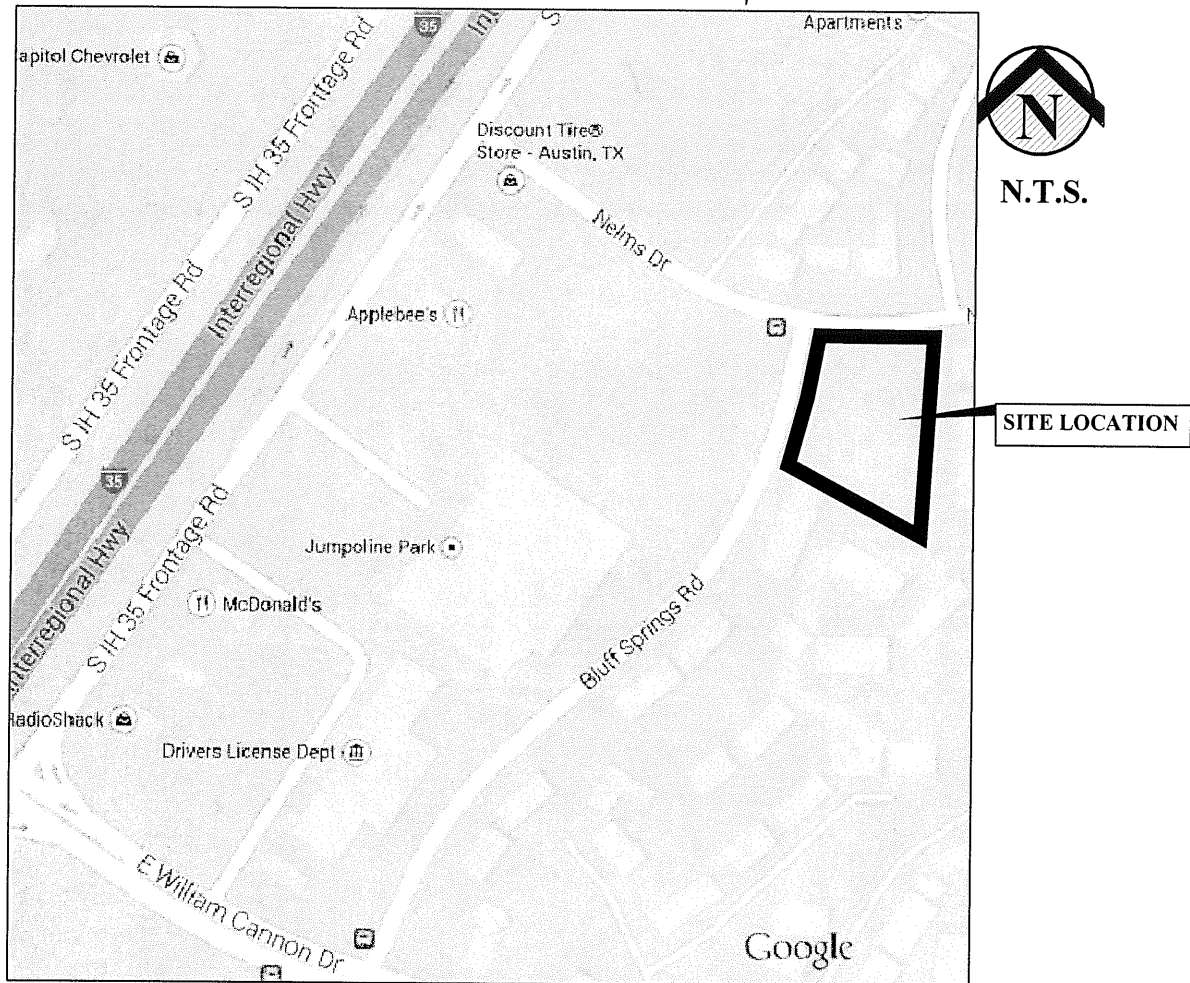 Apartments
35
Int
S
apitol Chevrolet
S IH 35 Frontage Rd
N
N.T.S.
Discount Tire®
Store - Austin, TX
Interregional Hwy
Nelms Dr
S IH 35 Frontage Rd
Applebee's
N
SITE LOCATION
35
S IH 35 Frontage Rd
Jumpoline Park
McDonald's
Interregional Hwy
Bluff Springs Rd
RadioShack
Drivers License Dept
E William Cannon Dr
Google